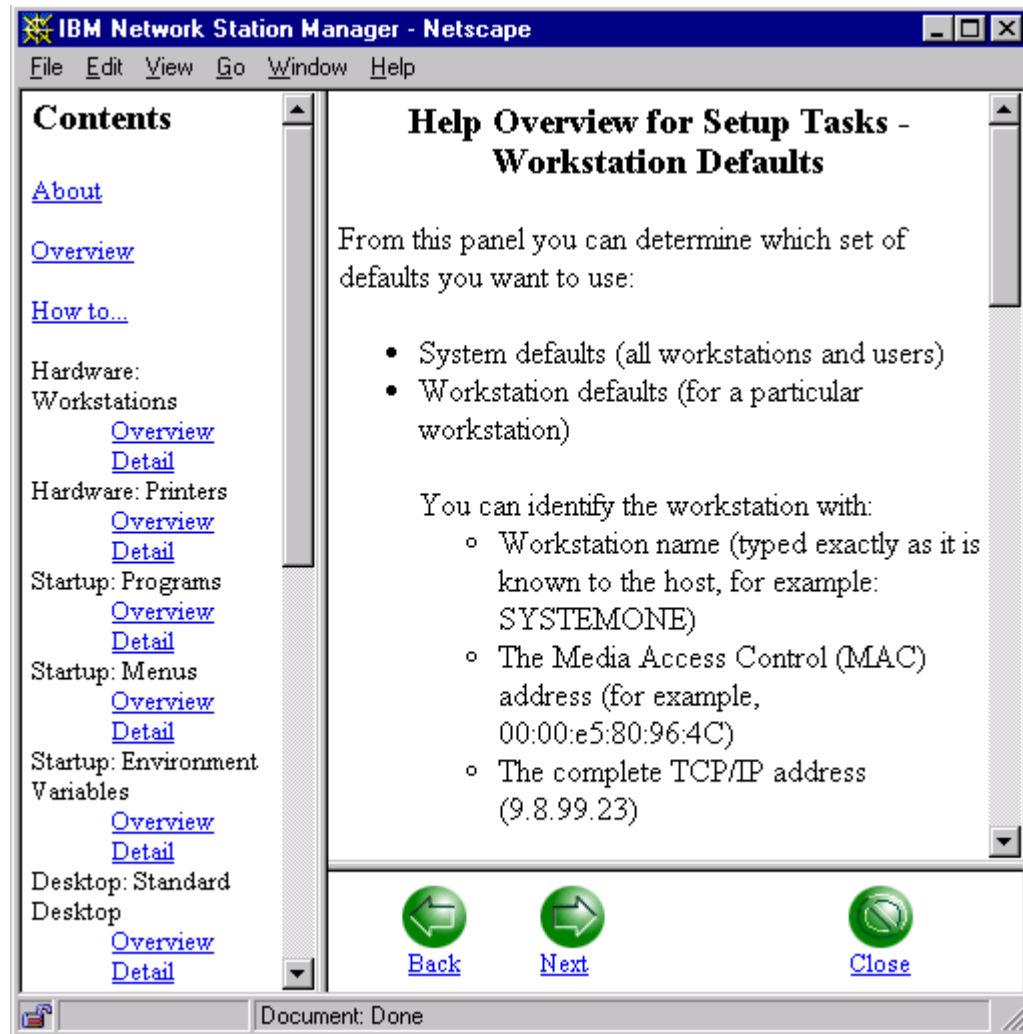 IBM Network Station Manager - Netscape
File Edit View Go Window Help
Contents
About
Overview
How to...
Hardware:
Workstations
Overview
Detail
Hardware: Printers
Overview
Detail
Startup: Programs
Overview
Detail
Startup: Menus
Overview
Detail
Startup: Environment
Variables
Overview
Detail
Desktop: Standard
Desktop
Overview
Detail
Help Overview for Setup Tasks -
Workstation Defaults
From this panel you can determine which set of
defaults you want to use:
• System defaults (all workstations and users)
• Workstation defaults (for a particular
workstation)
You can identify the workstation with:
° Workstation name (typed exactly as it is
known to the host, for example:
SYSTEMONE)
° The Media Access Control (MAC)
address (for example,
00:00:e5:80:96:4C)
° The complete TCP/IP address
(9.8.99.23)
Back Next Close
Document: Done